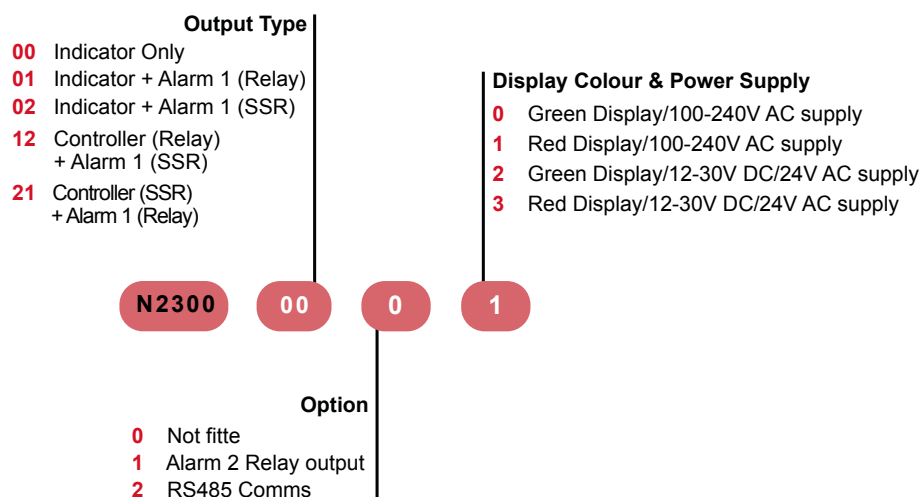 Output Type
00 Indicator Only
01 Indicator + Alarm 1 (Relay)
02 Indicator + Alarm 1 (SSR)
12 Controller (Relay)
+ Alarm 1 (SSR)
21 Controller (SSR)
+ Alarm 1 (Relay)
Display Colour & Power Supply
0 Green Display/100-240V AC supply
1 Red Display/100-240V AC supply
2 Green Display/12-30V DC/24V AC supply
3 Red Display/12-30V DC/24V AC supply
N2300 00 0 1
Option
0 Not fitte
1 Alarm 2 Relay output
2 RS485 Comms